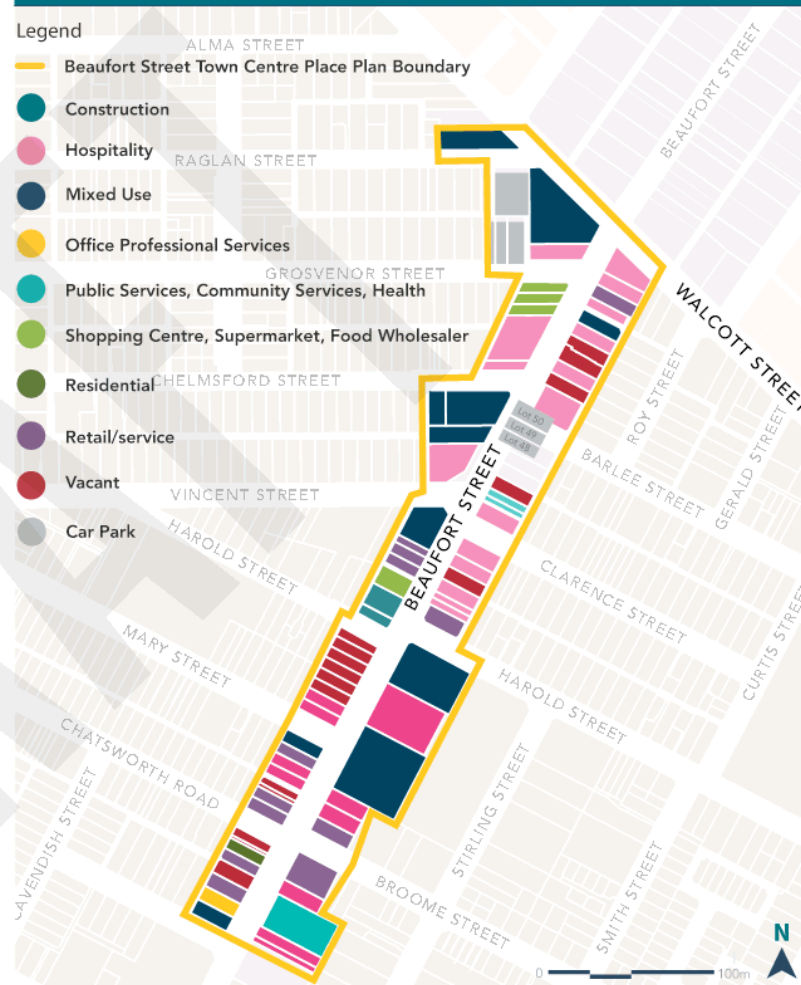 Legend
Beaufort Street Town Centre Place Plan Boundary
Construction
Hospitality
Mixed Use
Office Professional Services
Public Services, Community Services, Health
Shopping Centre, Supermarket, Food Wholesaler
Residential
Retail/service
Vacant
Car Park
ALMA STREET
RAGLAN STREET
GROSVENOR STREET
CHELMSFORD STREET
VINCENT STREET
HAROLD STREET
MARY STREET
CHATSWORTH ROAD
CAVENDISH STREET
BEAUFORT STREET
WALCOTT STREET
ROY STREET
GERALD STREET
BARLEE STREET
Lot 50
Lot 49
Lot 48
BEAUFORT STREET
CLARENCE STREET
CURTIS STREET
HAROLD STREET
STIRLING STREET
SMITH STREET
BROOME STREET
N
0 100m